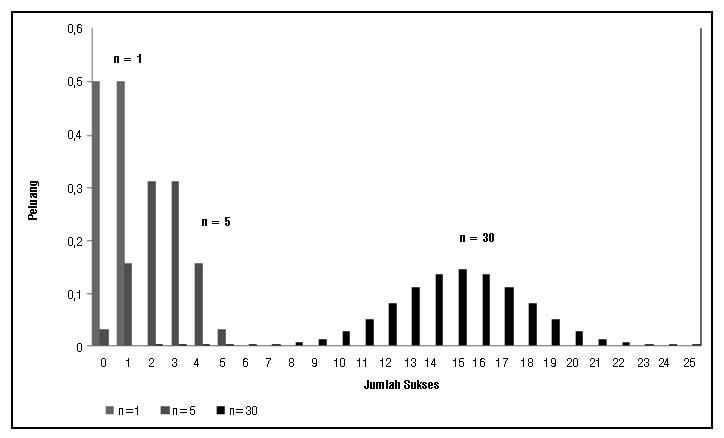 0,6
n = 1
0,5
0,4
0,3
Peluang
n = 5
0,2
n = 30
0,1
0
0 1 2 3 4 5 6 7 8 9 10 11 12 13 14 15 16 17 18 19 20 21 22 23 24 25
Jumlah Sukses
n=1 n=5 n=30